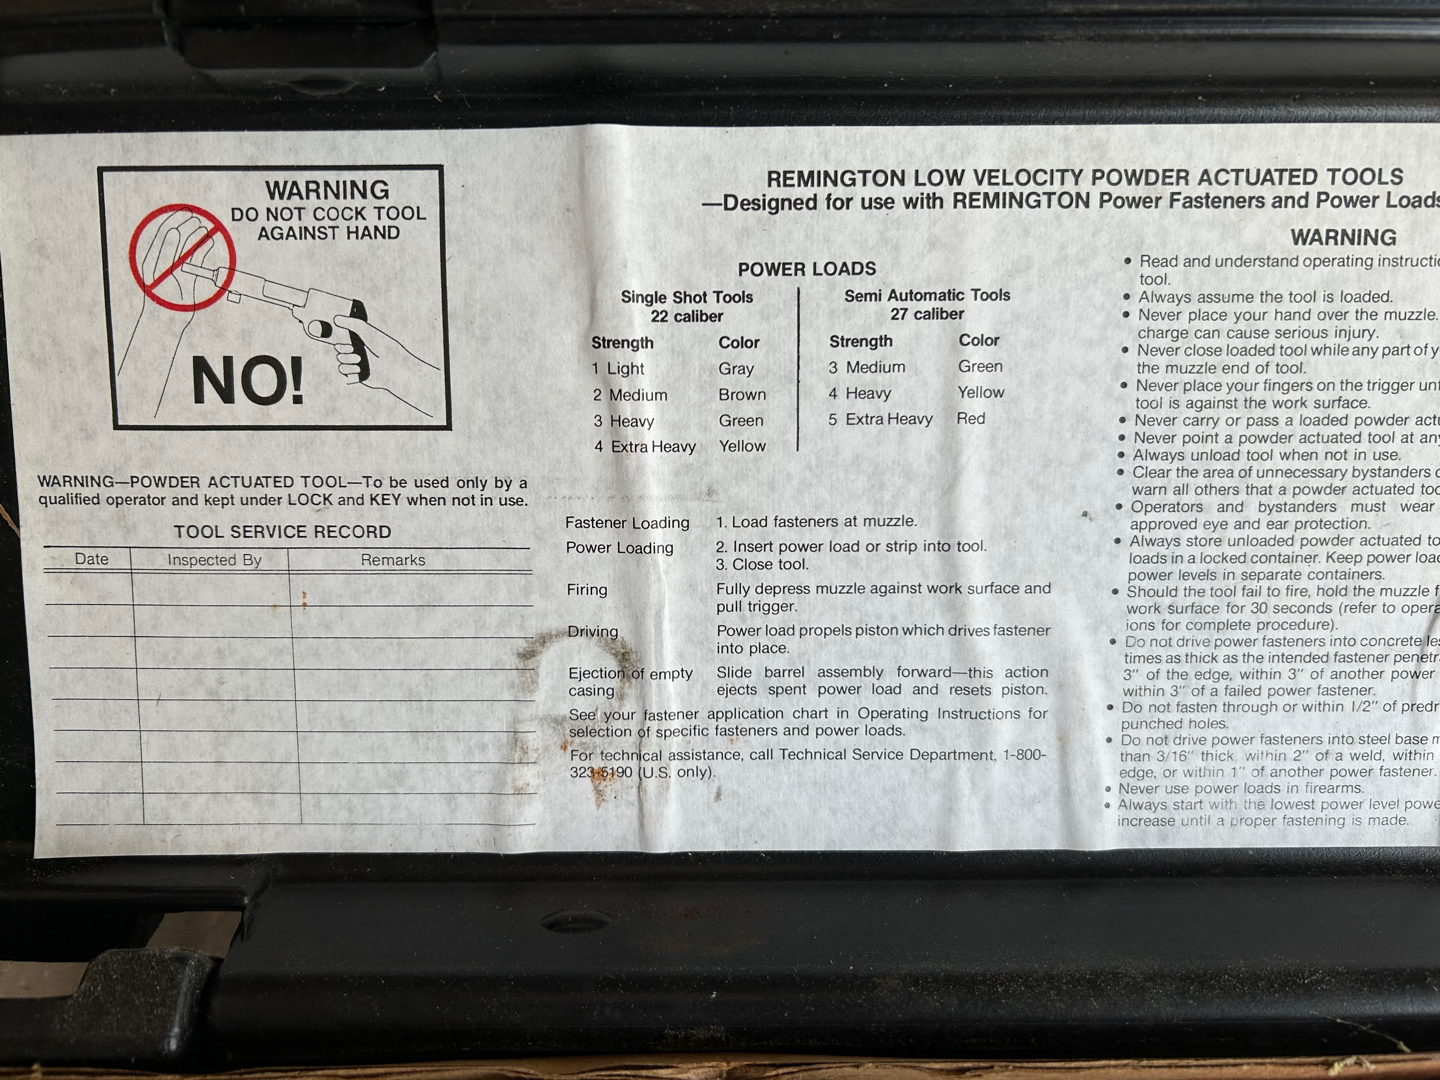 WARNING
DO NOT COCK TOOL
AGAINST HAND
NO!
WARNING—POWDER ACTUATED TOOL—To be used only by a
qualified operator and kept under LOCK and KEY when not in use.
TOOL SERVICE RECORD
Date Inspected By Remarks
REMINGTON LOW VELOCITY POWDER ACTUATED TOOLS
—Designed for use with REMINGTON Power Fasteners and Power Loads
POWER LOADS
Single Shot Tools
22 caliber
Strength Color
1 Light Gray
2 Medium Brown
3 Heavy Green
4 Extra Heavy Yellow
Semi Automatic Tools
27 caliber
Strength Color
3 Medium Green
4 Heavy Yellow
5 Extra Heavy Red
Fastener Loading 1. Load fasteners at muzzle.
Power Loading 2. Insert power load or strip into tool.
3. Close tool.
Firing Fully depress muzzle against work surface and
pull trigger.
Driving Power load propels piston which drives fastener
into place.
Ejection of empty Slide barrel assembly forward—this action
casing ejects spent power load and resets piston.
See your fastener application chart in Operating Instructions for
selection of specific fasteners and power loads.
For technical assistance, call Technical Service Department, 1-800-
323-5190 (U.S. only).
WARNING
• Read and understand operating
tool.
• Always assume the tool is loaded.
• Never place your hand over the muzzle.
charge can cause serious injury.
• Never close loaded tool while any part of
the muzzle end of tool.
• Never place your fingers on the trigger
tool is against the work surface.
• Never carry or pass a loaded powder
• Never point a powder actuated tool at
• Always unload tool when not in use.
• Clear the area of unnecessary bystanders
warn all others that a powder actuated
• Operators and bystanders must wear
approved eye and ear protection.
• Always store unloaded powder actuated
loads in a locked container. Keep power
power levels in separate containers.
• Should the tool fail to fire, hold the muzzle
work surface for 30 seconds (refer to
ions for complete procedure).
• Do not drive power fasteners into concrete
times as thick as the intended fastener
3" of the edge, within 3" of another power
within 3" of a failed power fastener.
• Do not fasten through or within 1/2" of
punched holes.
• Do not drive power fasteners into steel base
than 3/16" thick, within 2" of a weld, within
edge, or within 1" of another power fastener.
• Never use power loads in firearms.
• Always start with the lowest power level
increase until a proper fastening is made.